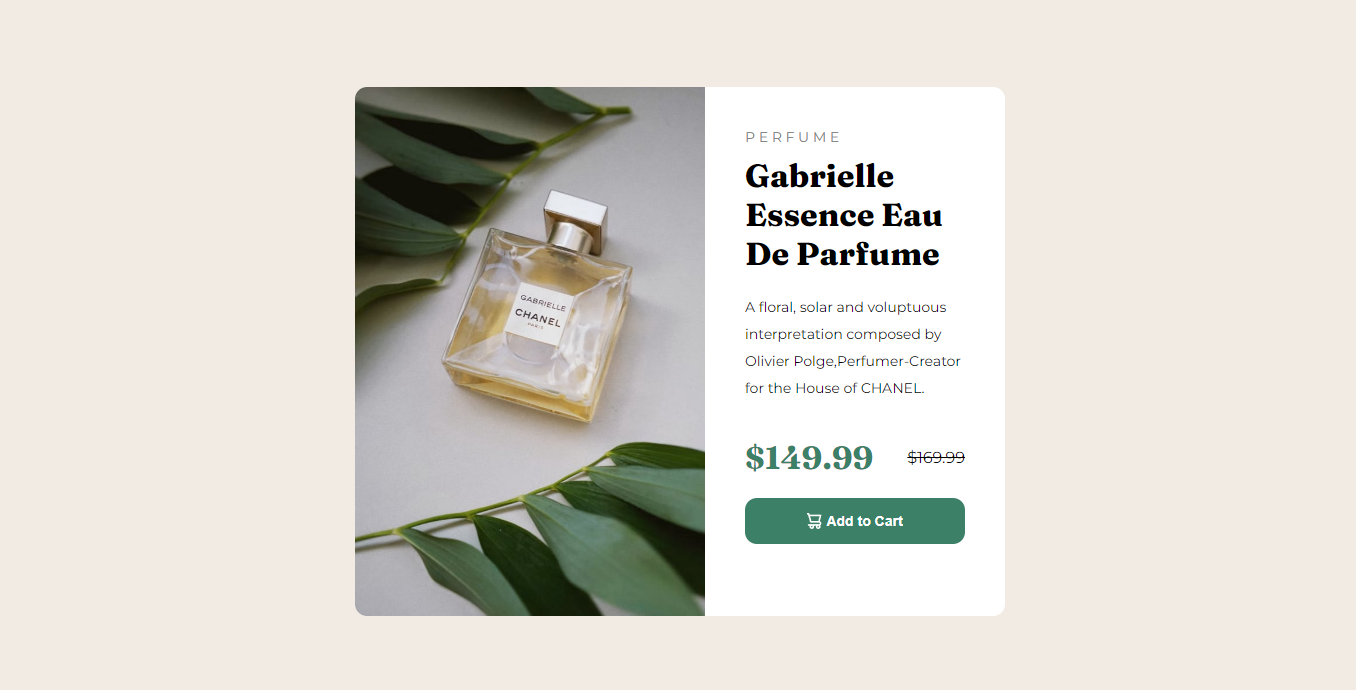 GABRIELLE
CHANEL
PARIS
PERFUME
Gabrielle
Essence Eau
De Parfume
A floral, solar and voluptuous
interpretation composed by
Olivier Polge,Perfumer-Creator
for the House of CHANEL.
$149.99 $169.99
Add to Cart